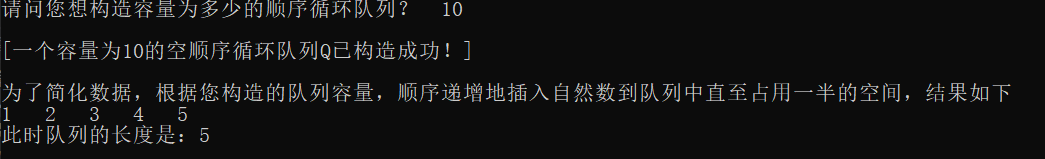 请问您想构造容量为多少的顺序循环队列？ 10
[一个容量为10的空顺序循环队列Q已构造成功！]
为了简化数据，根据您构造的队列容量，顺序递增地插入自然数到队列中直至占用一半的空间，结果如下
1 2 3 4 5
此时队列的长度是：5